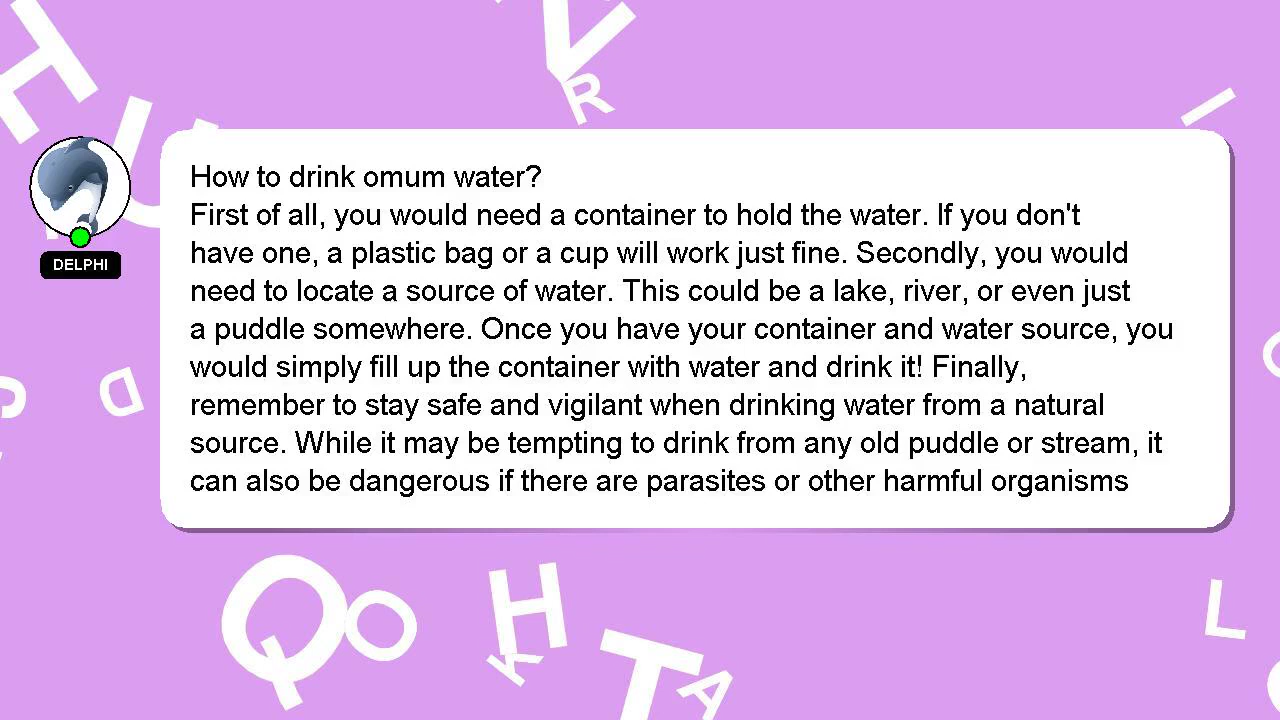 How to drink omum water?
First of all, you would need a container to hold the water. If you don't
have one, a plastic bag or a cup will work just fine. Secondly, you would
need to locate a source of water. This could be a lake, river, or even just
a puddle somewhere. Once you have your container and water source, you
would simply fill up the container with water and drink it! Finally,
remember to stay safe and vigilant when drinking water from a natural
source. While it may be tempting to drink from any old puddle or stream, it
can also be dangerous if there are parasites or other harmful organisms
DELPHI
H
U
V
R
I
D
Q
O
H
K
T
A
L